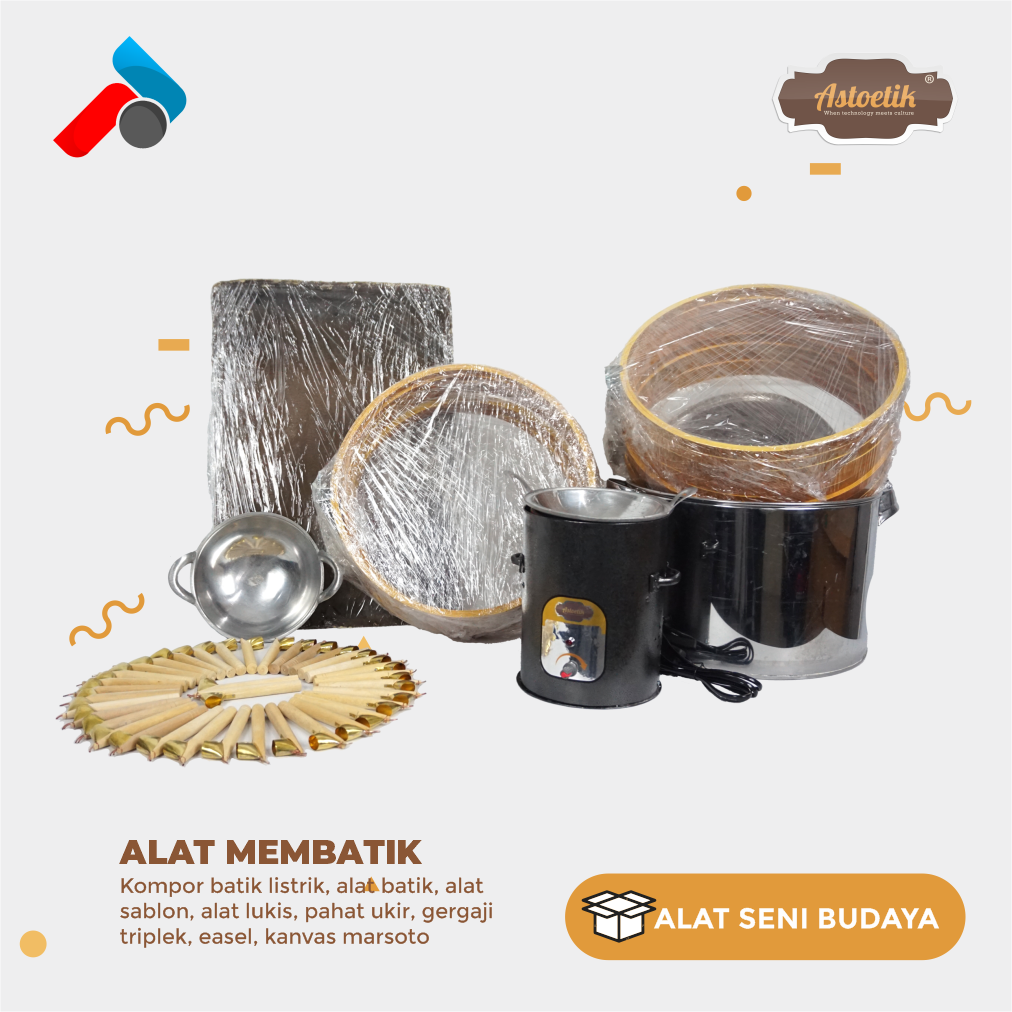 Astoetik ®
When technology meets culture
Astoetik
ALAT MEMBATIK
Kompor batik listrik, alat batik, alat
sablon, alat lukis, pahat ukir, gergaji
triplek, easel, kanvas marsoto
ALAT SENI BUDAYA